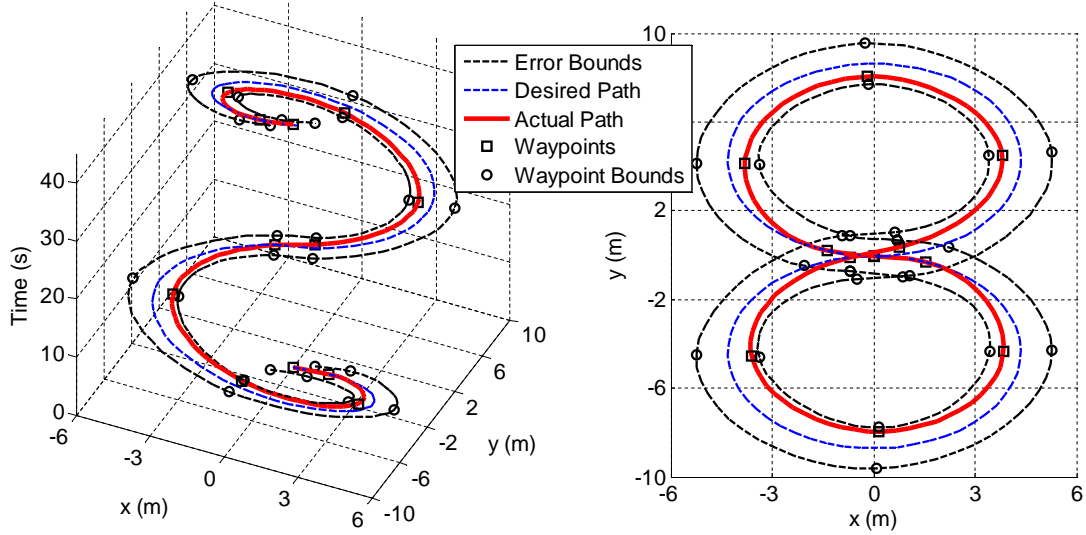 Error Bounds
Desired Path
Actual Path
Waypoints
Waypoint Bounds
40
30
20
10
0
Time (s)
-6
-3
0
3
6
x (m)
-10
-6
-2
2
6
10
y (m)
10
2
-2
-6
-10
y (m)
-6
-3
0
3
6
x (m)